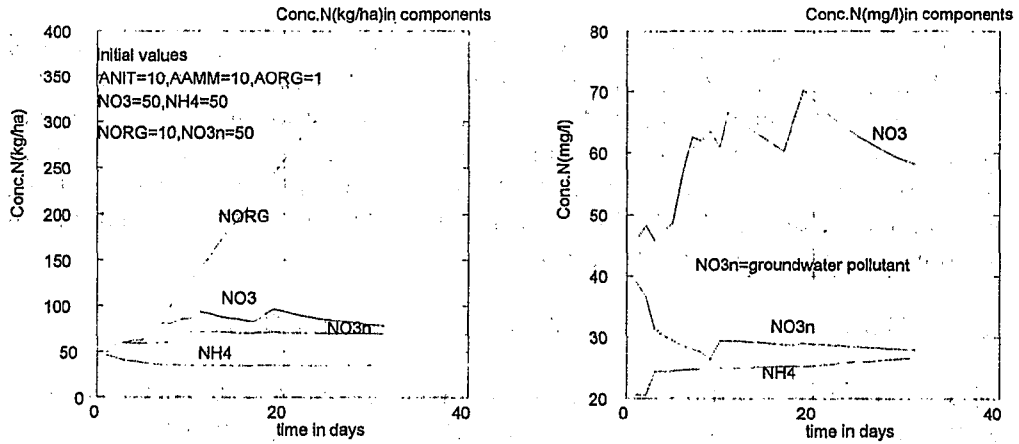 Conc.N(kg/ha)in components
400
350
300
250
200
150
100
50
0
Conc.N(kg/ha)
Initial values
ANIT=10,AAMM=10,AORG=1
NO3=50,NH4=50
NORG=10,NO3n=50
NORG
NO3
NO3n
NH4
0
20
40
time in days
Conc.N(mg/l)in components
80
70
60
50
40
30
20
Conc.N(mg/l)
NO3
NO3n=groundwater pollutant
NO3n
NH4
0
20
40
time in days